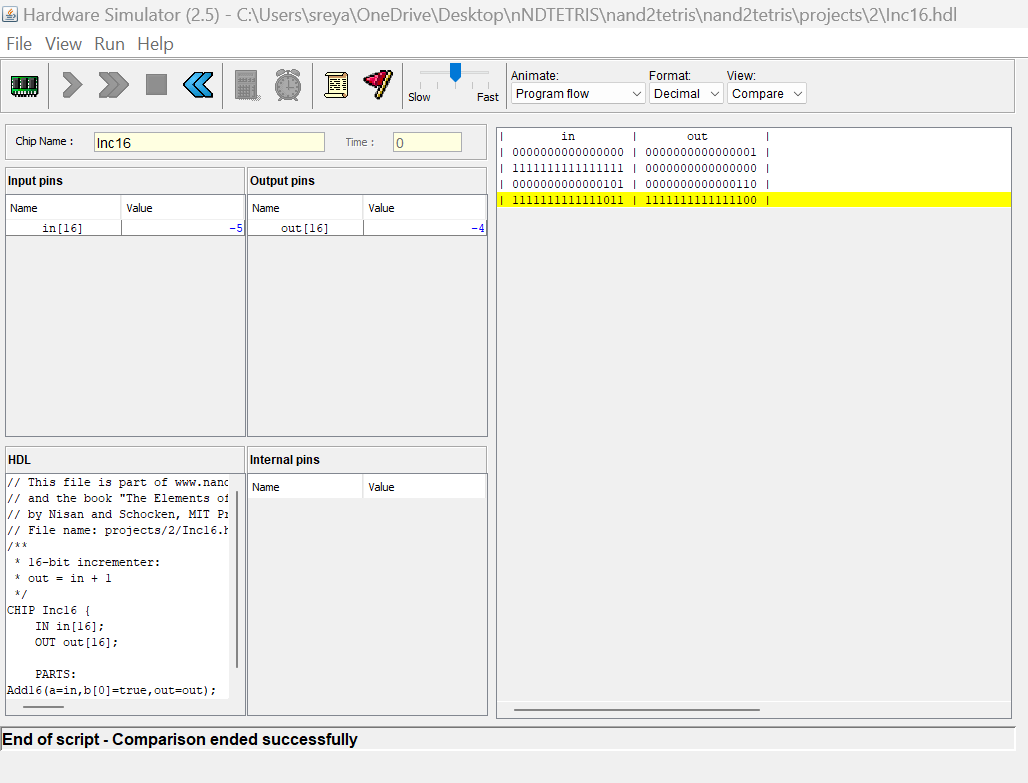 Hardware Simulator (2.5) - C:\Users\sreya\OneDrive\Desktop\nNDTETRIS\nand2tetris\nand2tetris\projects\2\Inc16.hdl
File View Run Help
Slow Fast
Animate: Format: View:
Program flow Decimal Compare
Chip Name : Inc16 Time : 0
Input pins Output pins
Name Value Name Value
in[16] -5 out[16] -4
| in | out |
| 0000000000000000 | 0000000000000001 |
| 1111111111111111 | 0000000000000000 |
| 0000000000000101 | 0000000000000110 |
| 1111111111111011 | 1111111111111100 |
HDL
// This file is part of www.nand
// and the book "The Elements of
// by Nisan and Schocken, MIT Pr
// File name: projects/2/Inc16.h
/**
* 16-bit incrementer:
* out = in + 1
*/
CHIP Inc16 {
IN in[16];
OUT out[16];
PARTS:
Add16(a=in,b[0]=true,out=out);
Internal pins
Name Value
End of script - Comparison ended successfully